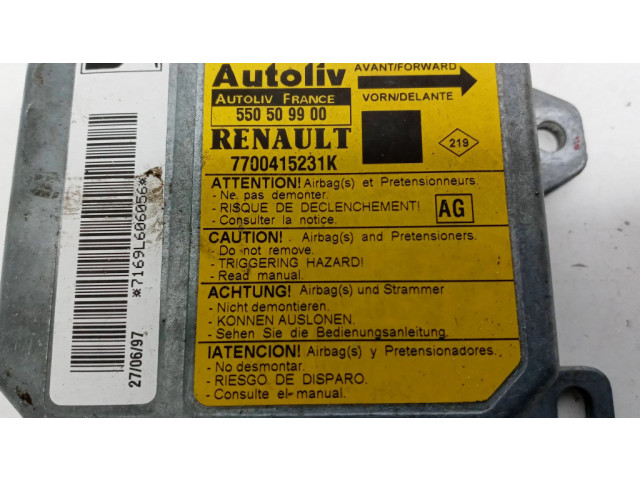 Autoliv
AVANT/FORWARD
AUTOLIV FRANCE
VORN/DELANTE
550 50 99 00
RENAULT
219
7700415231K
ATTENTION! Airbag(s) et Pretensionneurs.
- Ne pas demonter.
- RISQUE DE DECLENCHEMENT!
- Consulter la notice.
AG
CAUTION! Airbag(s) and Pretensioners.
- Do not remove.
- TRIGGERING HAZARD!
- Read manual.
ACHTUNG! Airbag(s) und Strammer
- Nicht demontieren.
- KONNEN AUSLONEN.
- Sehen Sie die Bedienungsanleitung.
¡ATENCION! Airbag(s) y Pretensionadores.
- No desmontar.
- RIESGO DE DISPARO.
- Consulte el manual.
*7169L606056*
27/06/97